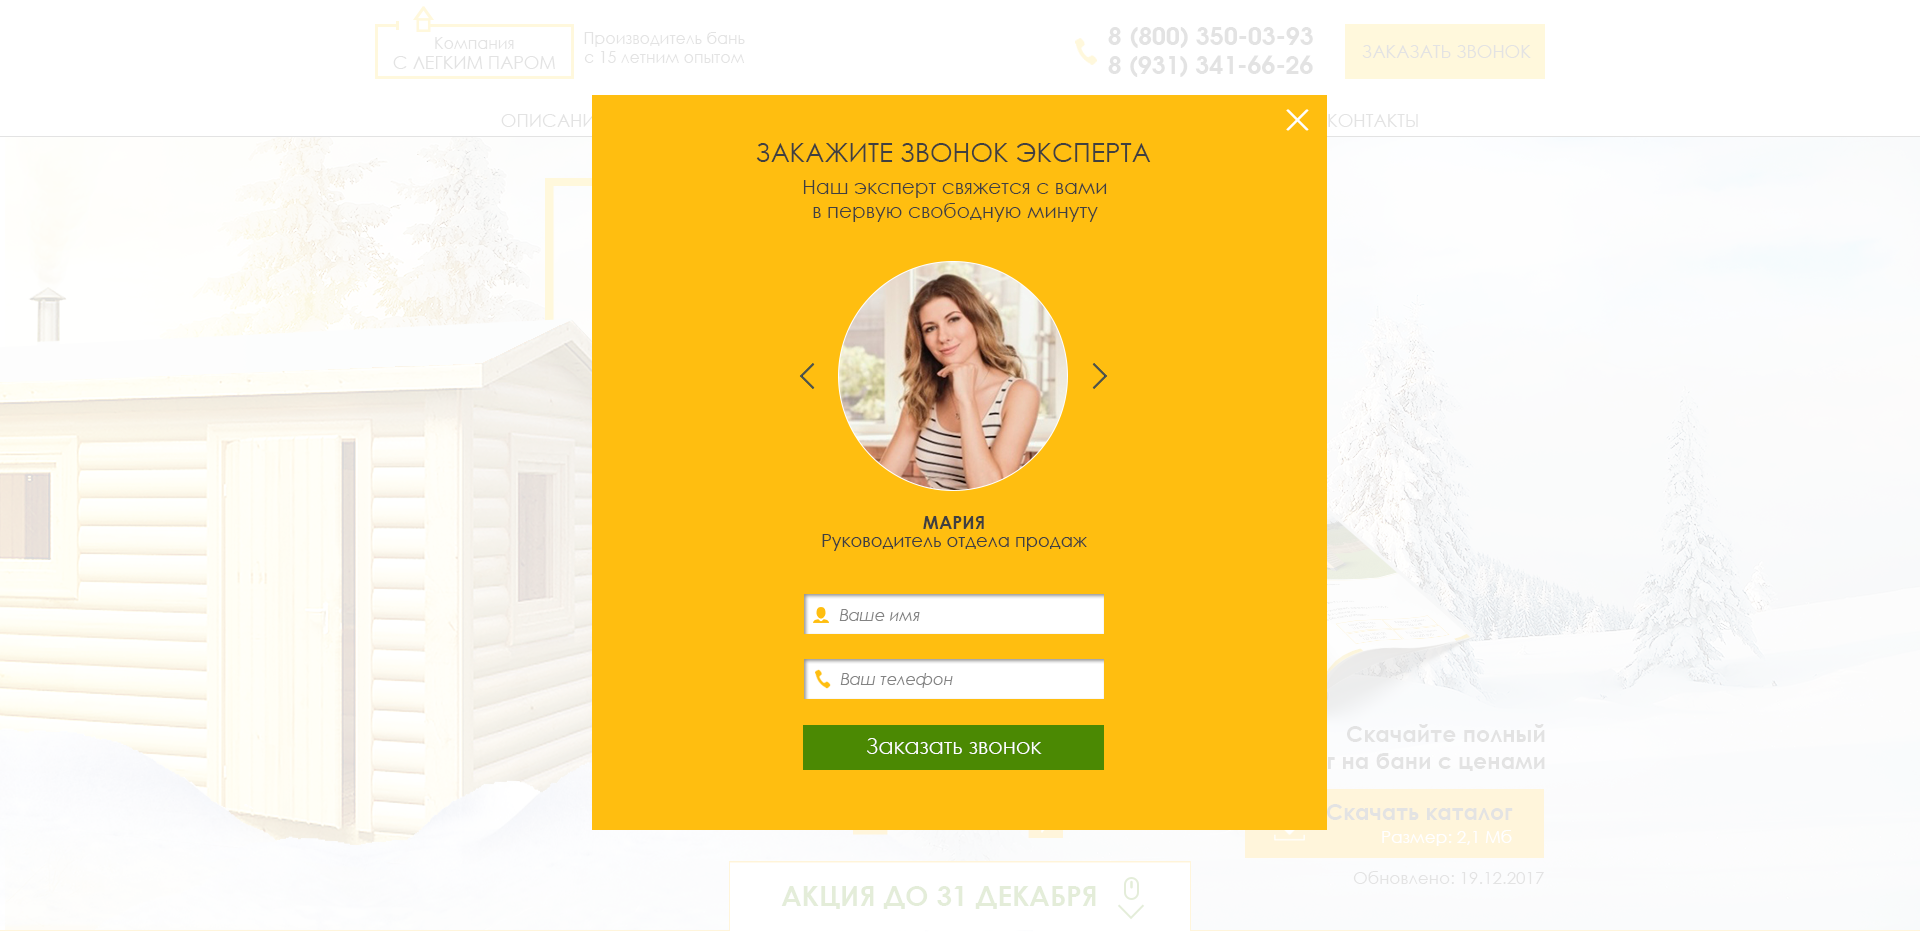 Компания
С ЛЕГКИМ ПАРОМ
Производитель бань
с 15 летним опытом
8 (800) 350-03-93
8 (931) 341-66-26
ЗАКАЗАТЬ ЗВОНОК
КОНТАКТЫ
ЗАКАЖИТЕ ЗВОНОК ЭКСПЕРТА
Наш эксперт свяжется с вами
в первую свободную минуту
МАРИЯ
Руководитель отдела продаж
Ваше имя
Ваш телефон
Заказать звонок
Скачайте полный
на бани с ценами
Скачать каталог
Размер: 2,1 Мб
Обновлено: 19.12.2017
АКЦИЯ ДО 31 ДЕКАБРЯ